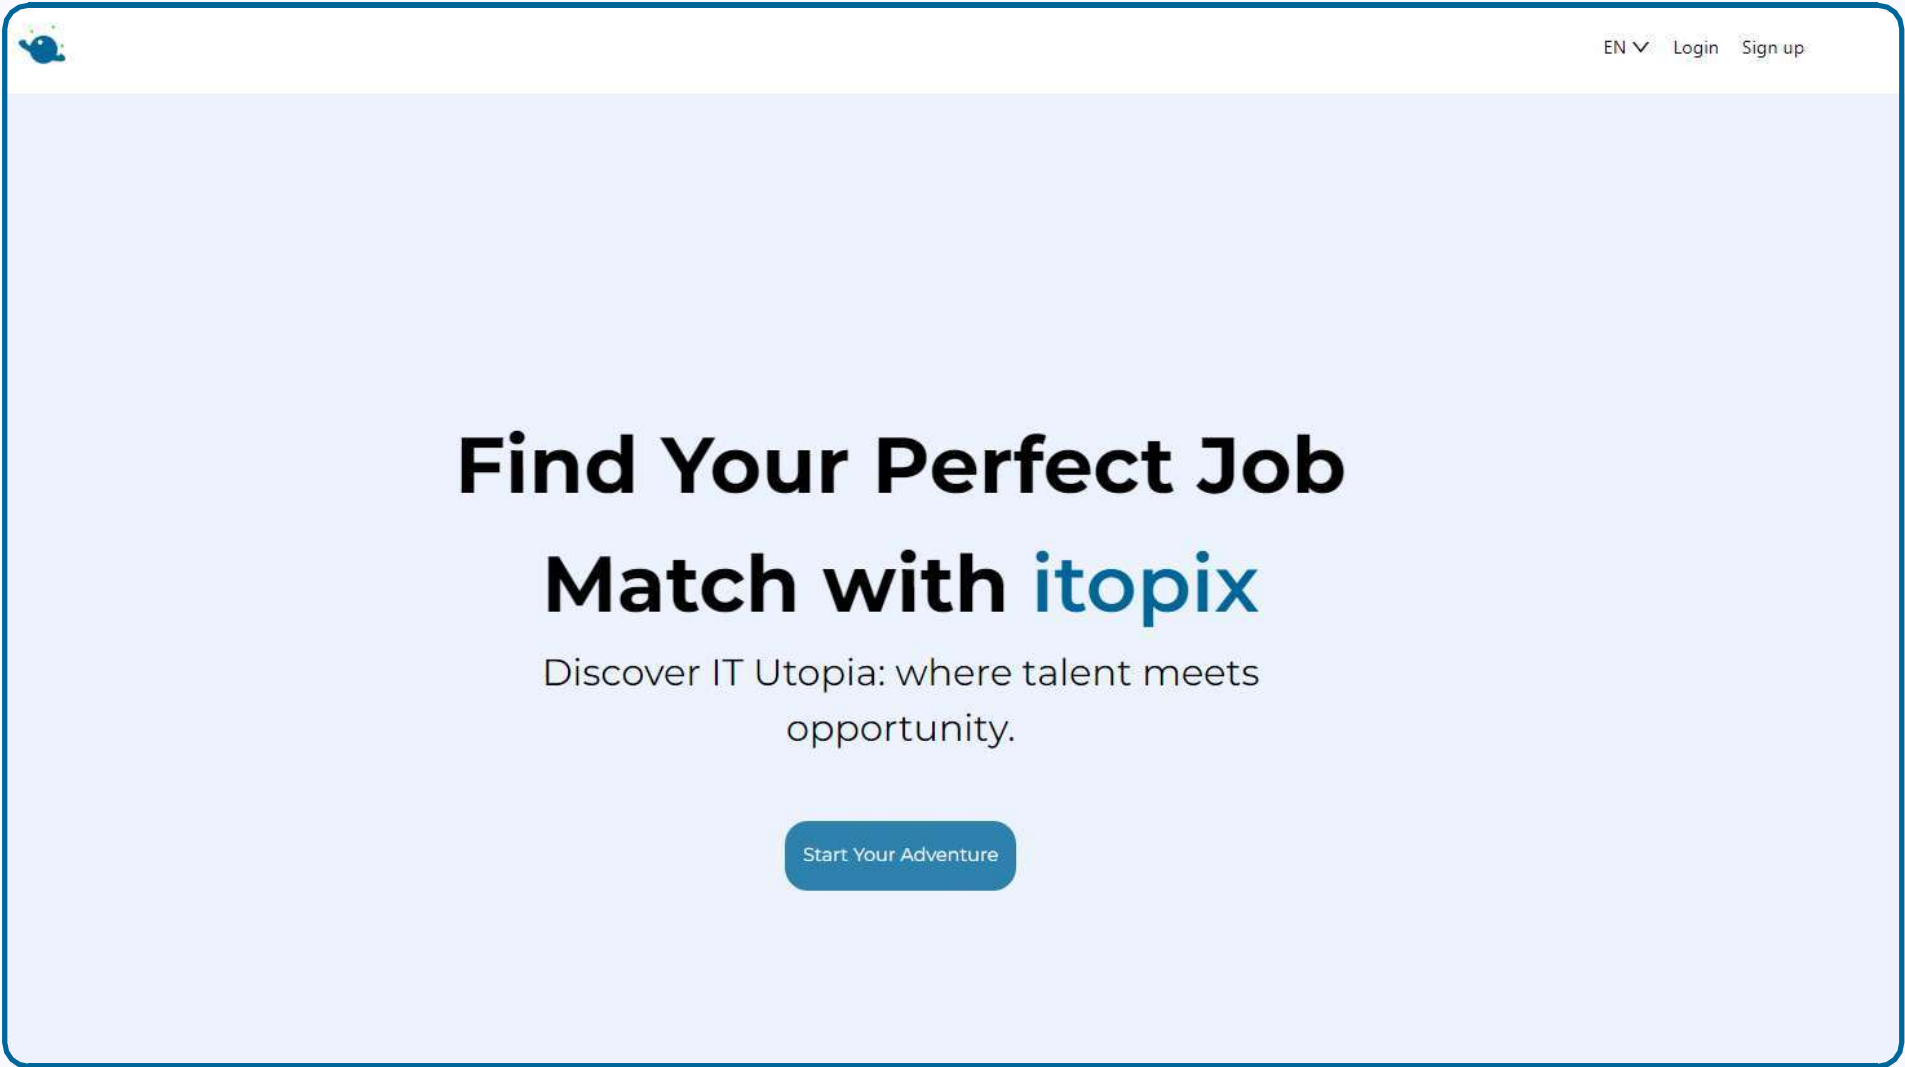 EN Login Sign up
Find Your Perfect Job
Match with itopix
Discover IT Utopia: where talent meets
opportunity.
Start Your Adventure